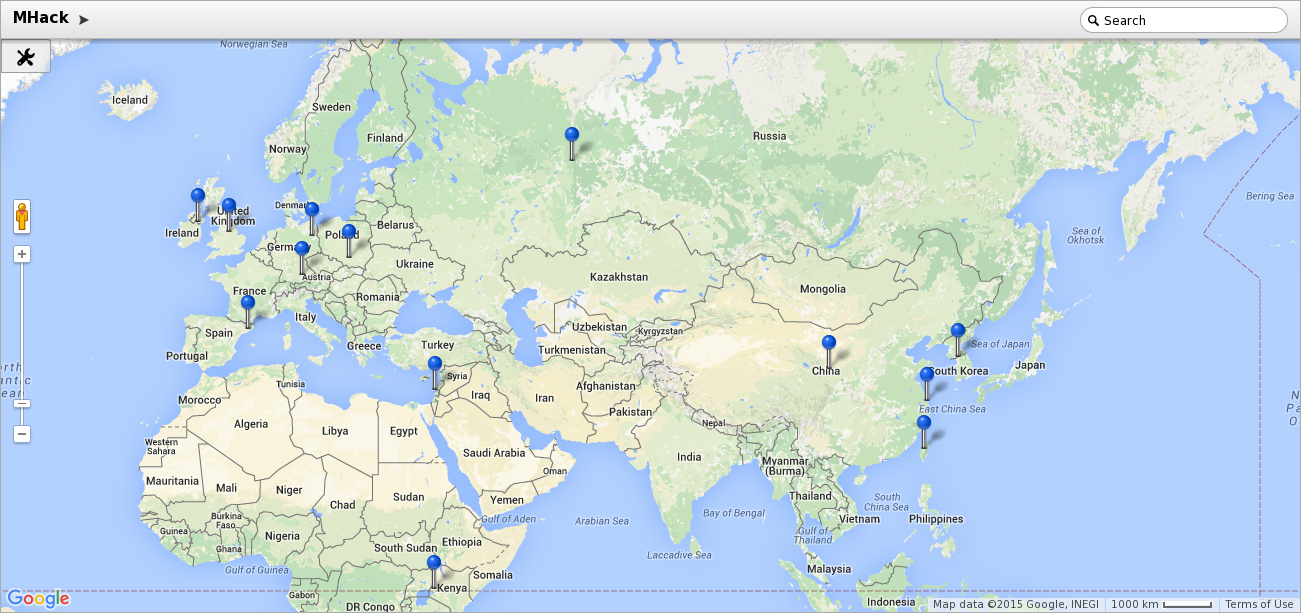 MHack
Search
Norwegian Sea
Iceland
Sweden
Finland
Norway
Russia
Bering Sea
Denmar
United
Kingdom
Ireland
Belarus
Poland
Sea of
Okhotsk
Germany
Ukraine
Austria
Kazakhstan
Mongolia
France
Romania
Italy
Uzbekistan
Kyrgyzstan
Spain
Greece
Turkey
Turkmenistan
Sea of Japan
Portugal
Japan
Syria
China
South Korea
Tunisia
Afghanistan
Iraq
Iran
Morocco
Pakistan
East China Sea
Algeria
Libya
Egypt
Nepal
Western
Sahara
Saudi Arabia
India
Myanmar
(Burma)
Oman
Mauritania
Mali
Niger
Sudan
Yemen
Thailand
South
China Sea
Chad
Bay of Bengal
Arabian Sea
Gulf of Aden
Vietnam
Philippines
Burkina
Faso
Guinea
Nigeria
Ghana
South Sudan
Ethiopia
Gulf of
Thailand
Laccadive Sea
Gulf of Guinea
Somalia
Malaysia
Kenya
Gabon
DR Congo
Indonesia
Google
Map data ©2015 Google, INEGI
1000 km
Terms of Use